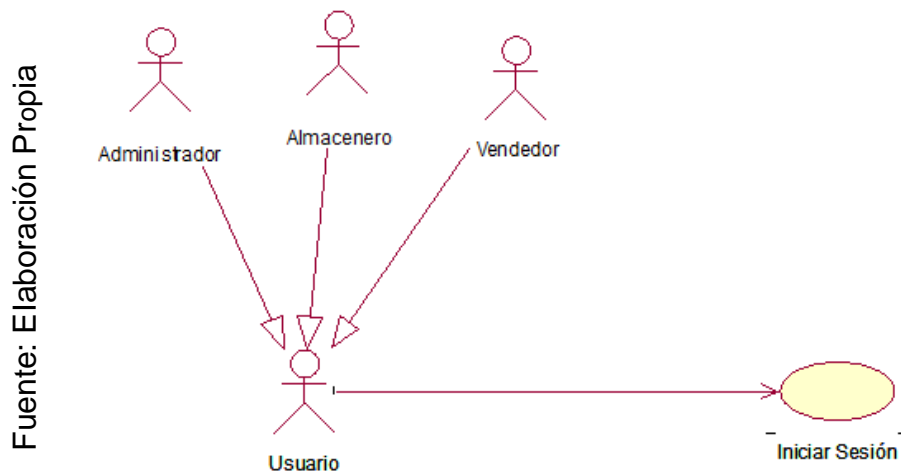 Fuente: Elaboración Propia
Administrador
Almacenero
Vendedor
Usuario
Iniciar Sesión